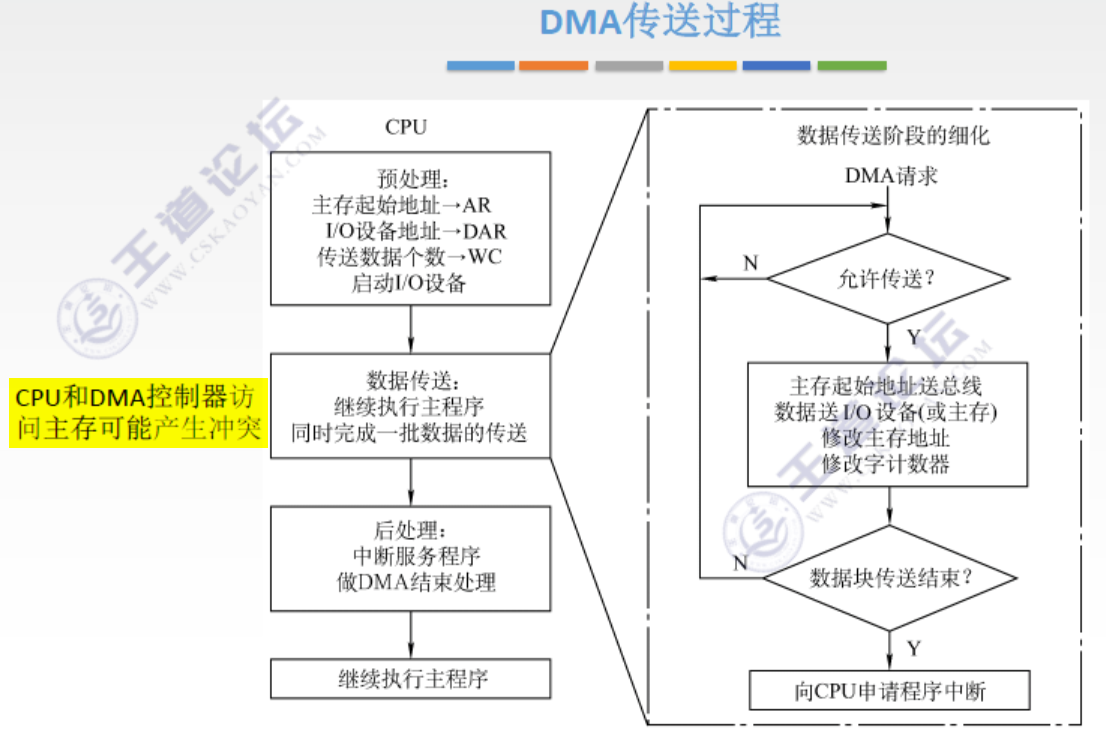 DMA传送过程
CPU
预处理：
主存起始地址→AR
I/O设备地址→DAR
传送数据个数→WC
启动I/O设备
数据传送：
继续执行主程序
同时完成一批数据的传送
CPU和DMA控制器访
问主存可能产生冲突
后处理：
中断服务程序
做DMA结束处理
继续执行主程序
数据传送阶段的细化
DMA请求
允许传送？
N
Y
主存起始地址送总线
数据送I/O设备(或主存)
修改主存地址
修改字计数器
数据块传送结束？
N
Y
向CPU申请程序中断
王道论坛
WWW.CSKAOYAN.COM